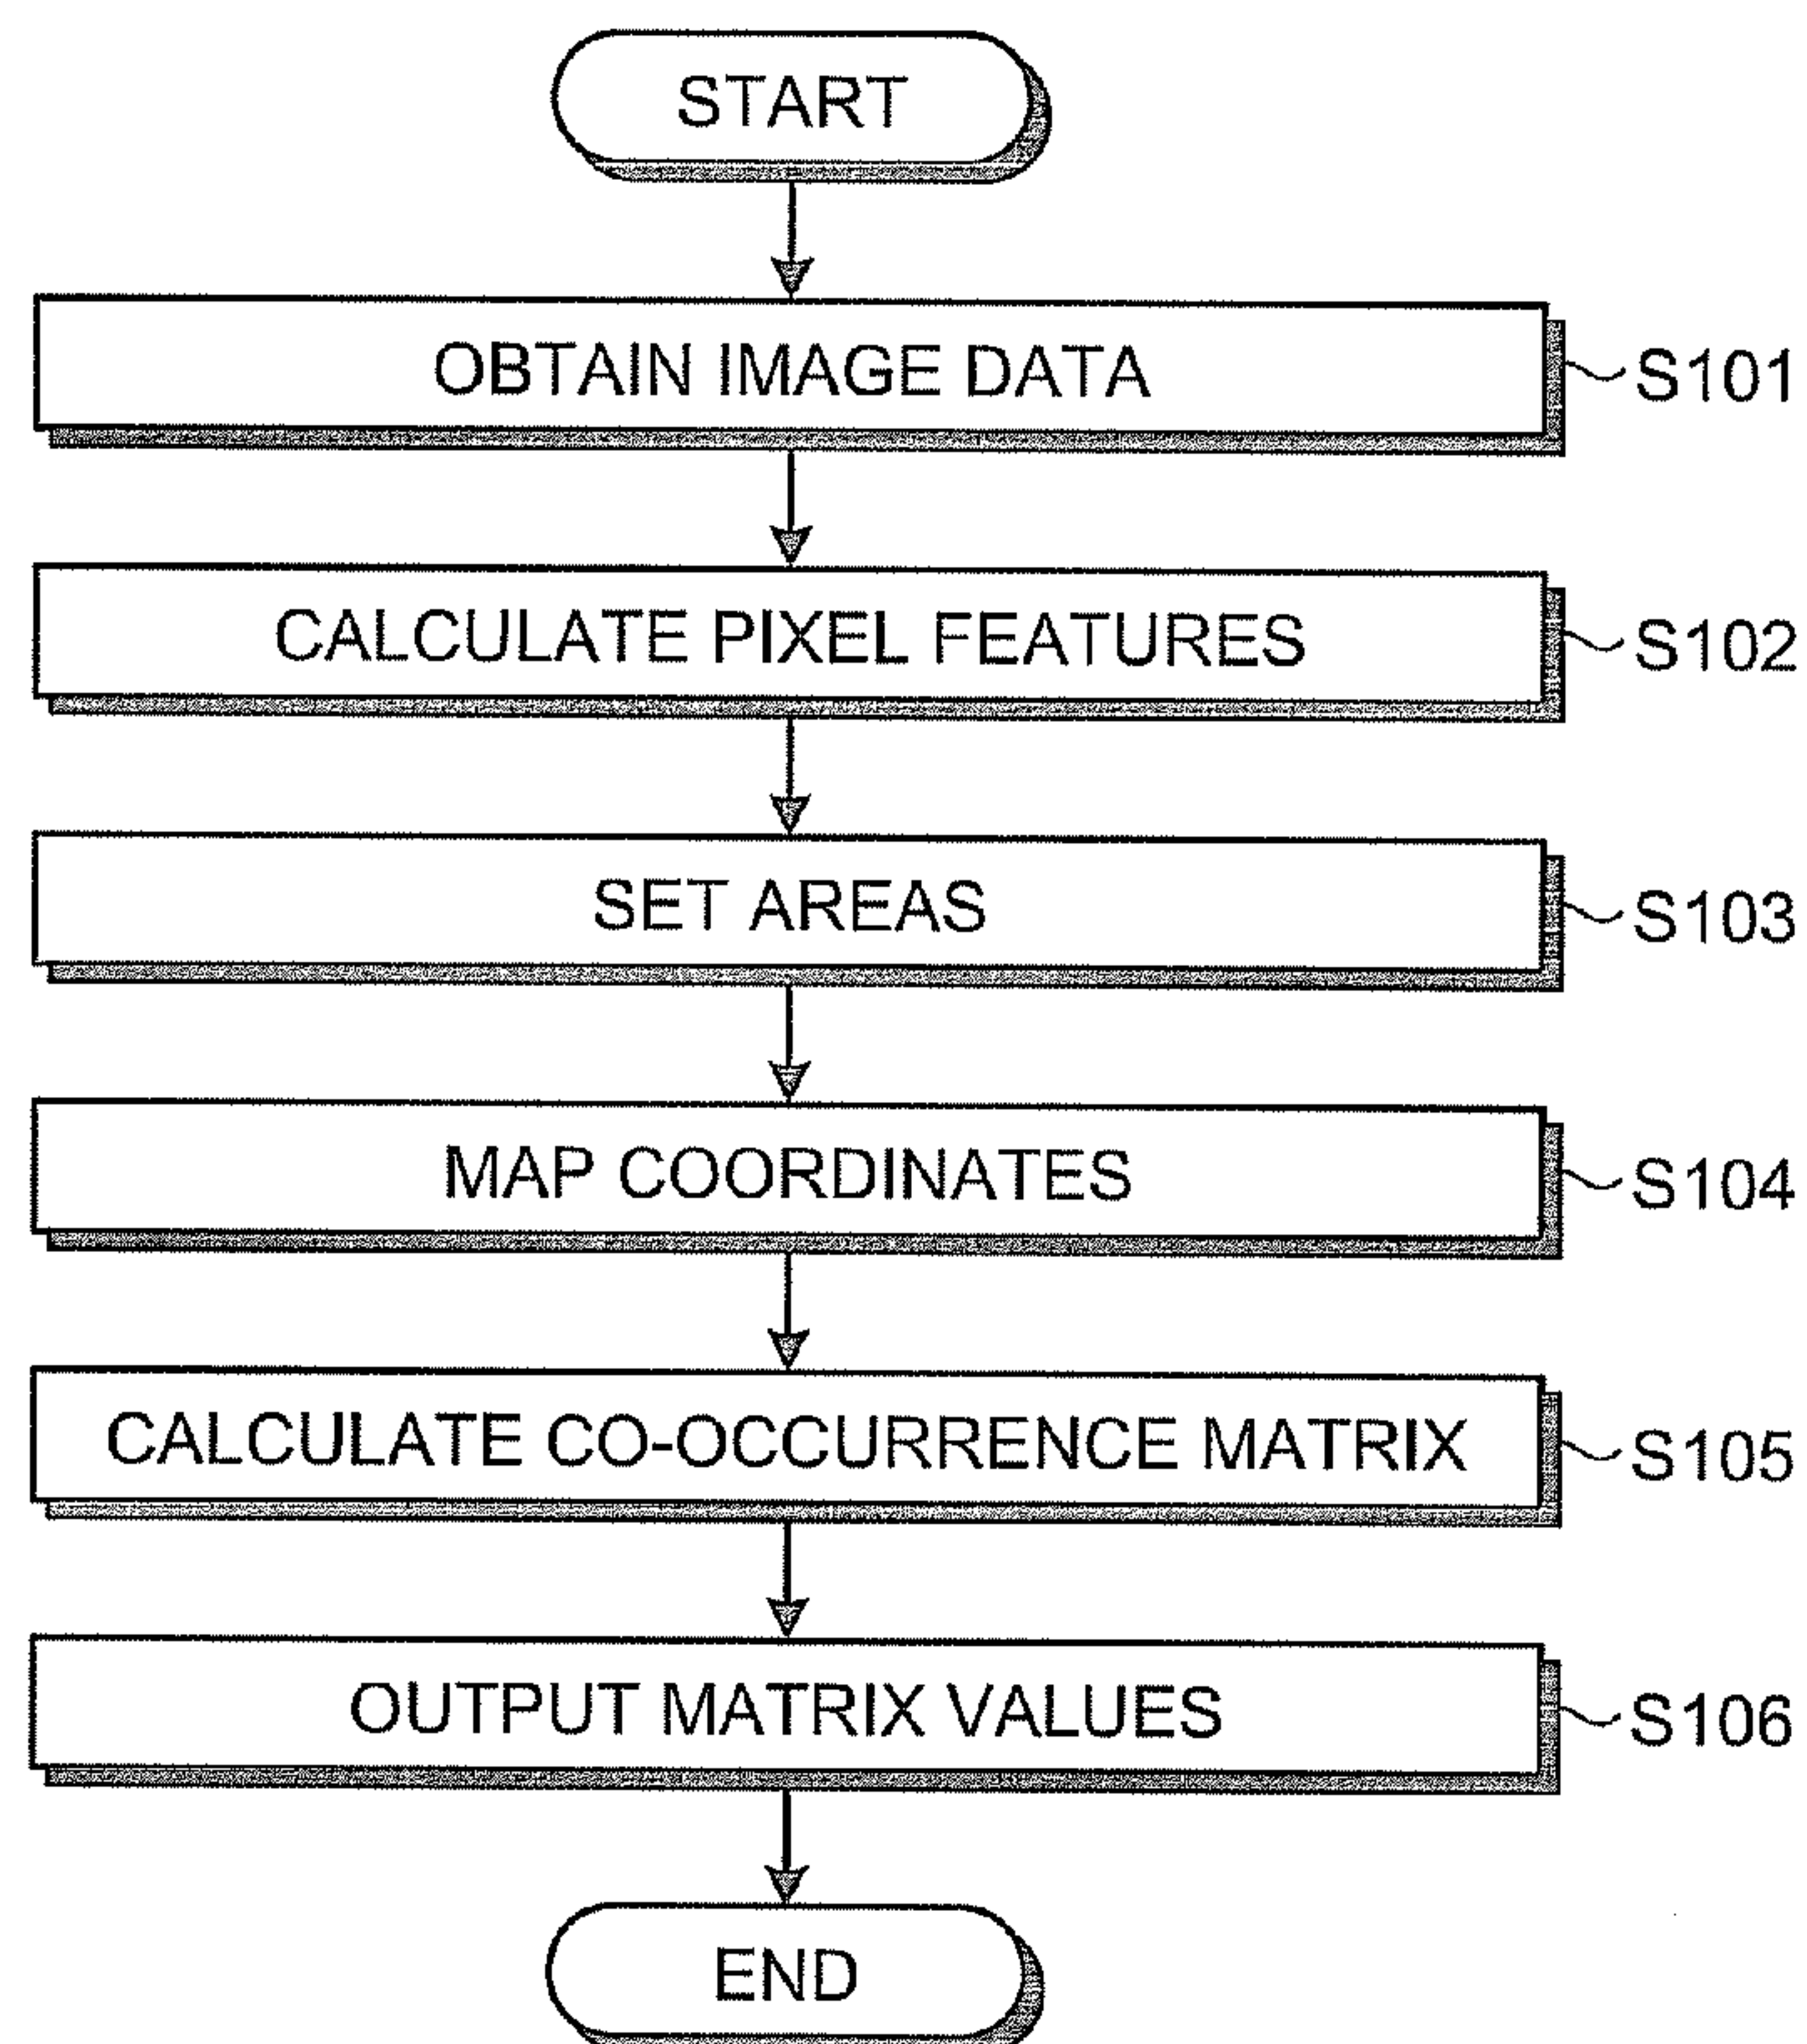 START
OBTAIN IMAGE DATA
S101
CALCULATE PIXEL FEATURES
S102
SET AREAS
S103
MAP COORDINATES
S104
CALCULATE CO-OCCURRENCE MATRIX
S105
OUTPUT MATRIX VALUES
S106
END